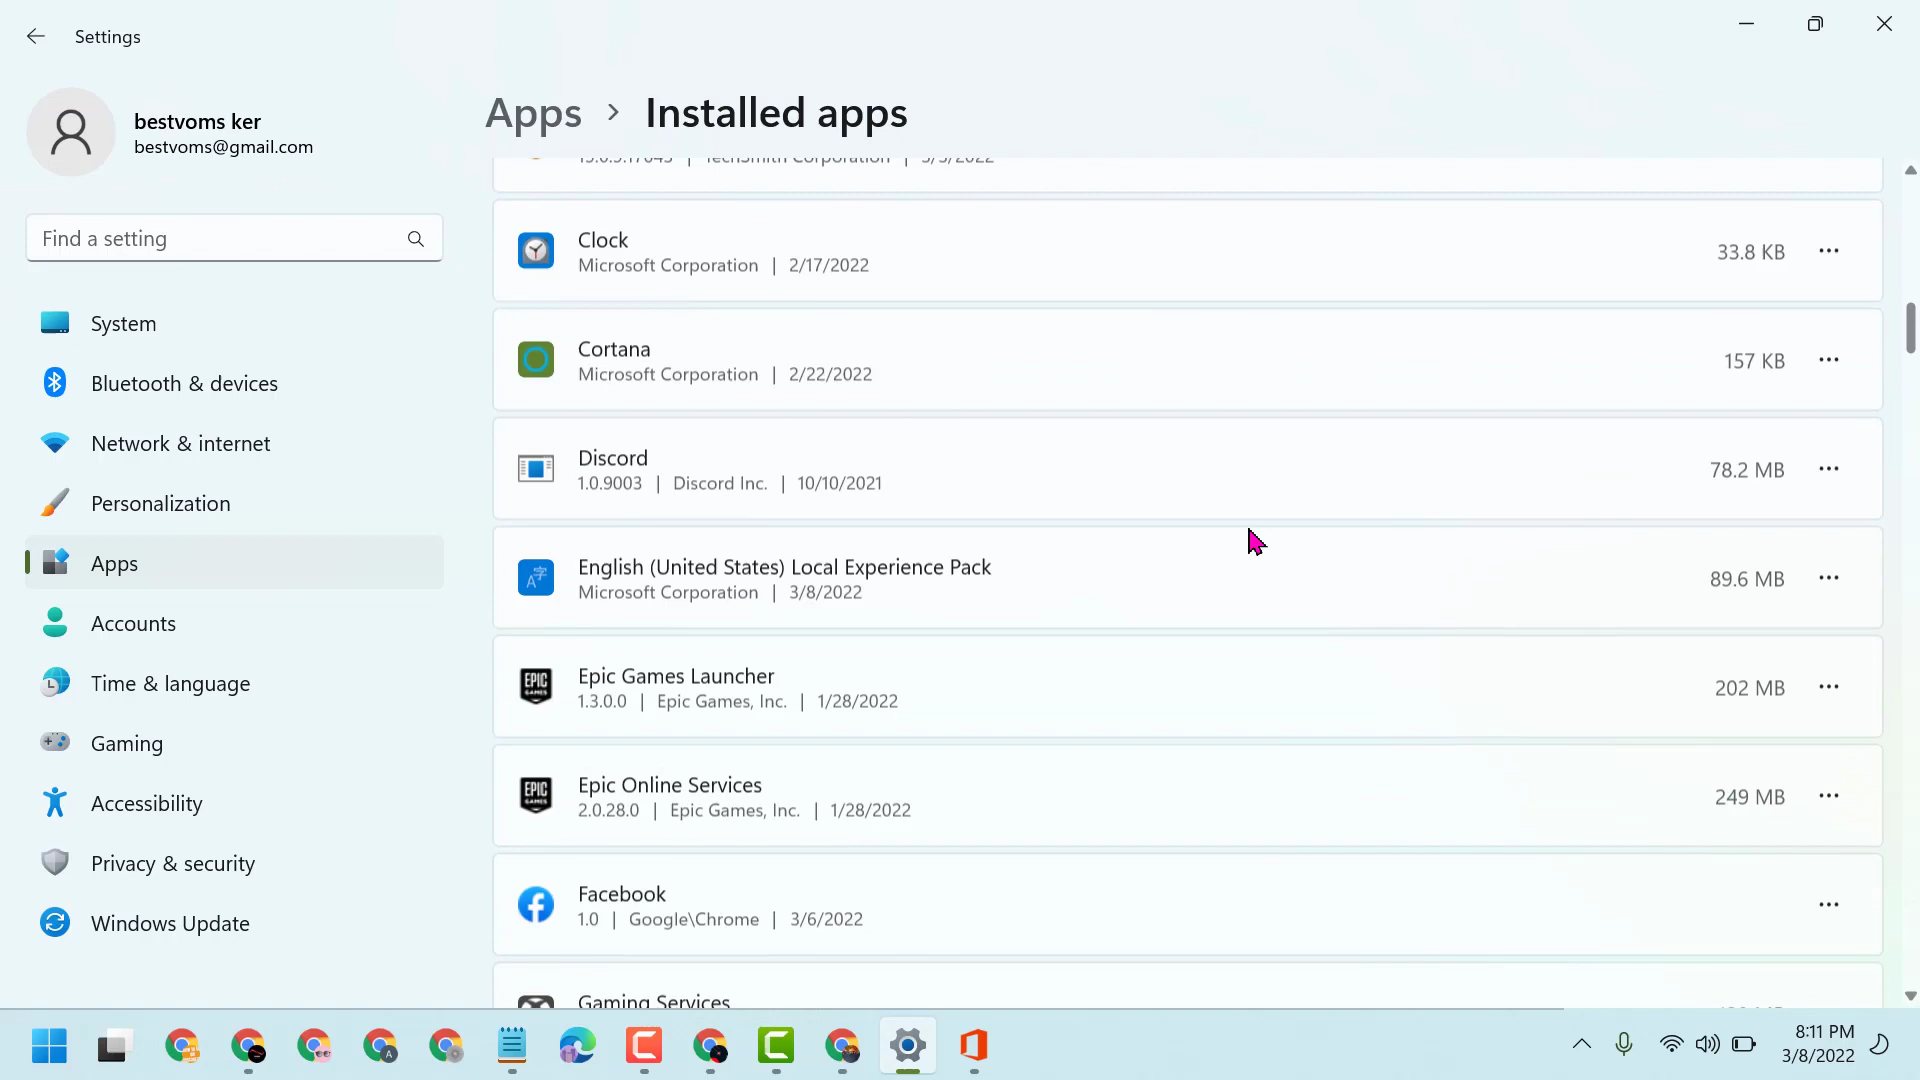 Settings
bestvoms ker
bestvoms@gmail.com
Find a setting
System
Bluetooth & devices
Network & internet
Personalization
Apps
Accounts
Time & language
Gaming
Accessibility
Privacy & security
Windows Update
Apps > Installed apps
Clock
Microsoft Corporation | 2/17/2022
33.8 KB
Cortana
Microsoft Corporation | 2/22/2022
157 KB
Discord
1.0.9003 | Discord Inc. | 10/10/2021
78.2 MB
English (United States) Local Experience Pack
Microsoft Corporation | 3/8/2022
89.6 MB
Epic Games Launcher
1.3.0.0 | Epic Games, Inc. | 1/28/2022
202 MB
Epic Online Services
2.0.28.0 | Epic Games, Inc. | 1/28/2022
249 MB
Facebook
1.0 | Google\Chrome | 3/6/2022
Gaming Services
8:11 PM
3/8/2022